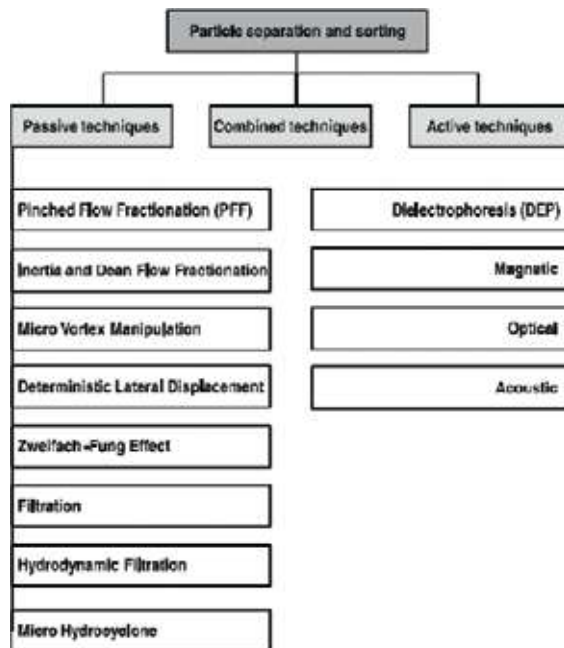 Particle separation and sorting
Passive techniques
Combined techniques
Active techniques
Pinched Flow Fractionation (PFF)
Inertia and Dean Flow Fractionation
Micro Vortex Manipulation
Deterministic Lateral Displacement
Zweifach-Fung Effect
Filtration
Hydrodynamic Filtration
Micro Hydrocyclone
Dielectrophoresis (DEP)
Magnetic
Optical
Acoustic